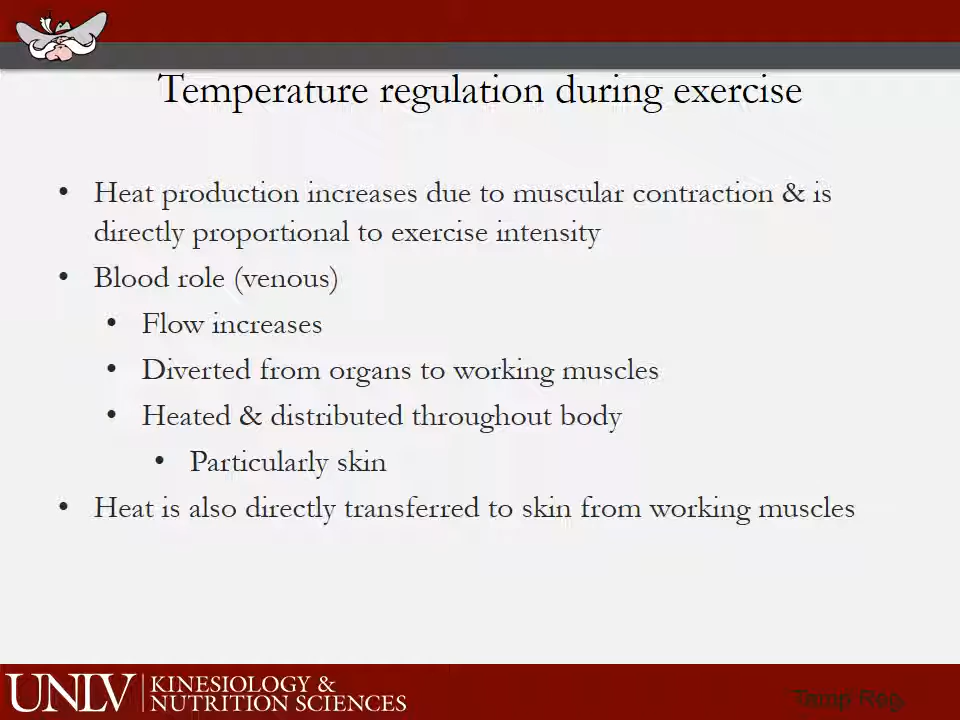 Temperature regulation during exercise
• Heat production increases due to muscular contraction & is
directly proportional to exercise intensity
• Blood role (venous)
• Flow increases
• Diverted from organs to working muscles
• Heated & distributed throughout body
• Particularly skin
• Heat is also directly transferred to skin from working muscles
UNLV
KINESIOLOGY &
NUTRITION SCIENCES
Temp Reg.